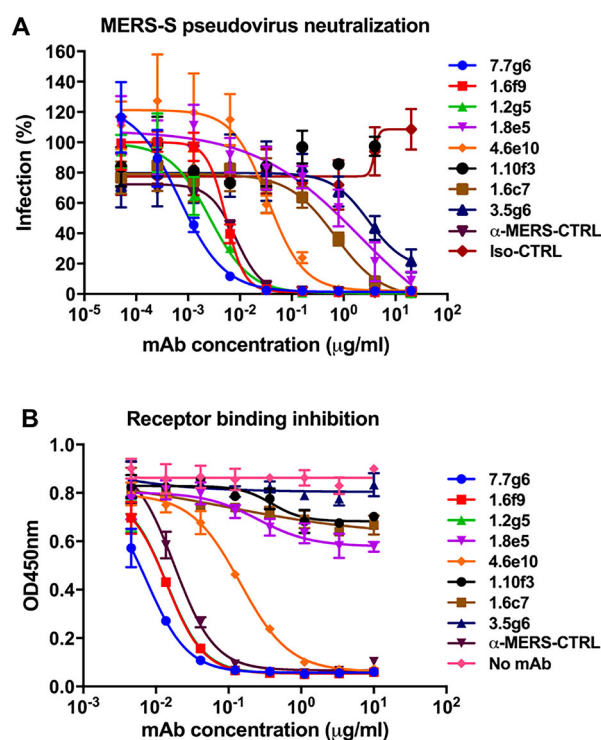 A
MERS-S pseudovirus neutralization
Infection (%)
160
140
120
100
80
60
40
20
0
10-5
10-4
10-3
10-2
10-1
100
101
102
mAb concentration (μg/ml)
7.7g6
1.6f9
1.2g5
1.8e5
4.6e10
1.10f3
1.6c7
3.5g6
α-MERS-CTRL
Iso-CTRL
B
Receptor binding inhibition
OD450nm
1.0
0.8
0.6
0.4
0.2
0.0
10-3
10-2
10-1
100
101
102
mAb concentration (μg/ml)
7.7g6
1.6f9
1.2g5
1.8e5
4.6e10
1.10f3
1.6c7
3.5g6
α-MERS-CTRL
No mAb